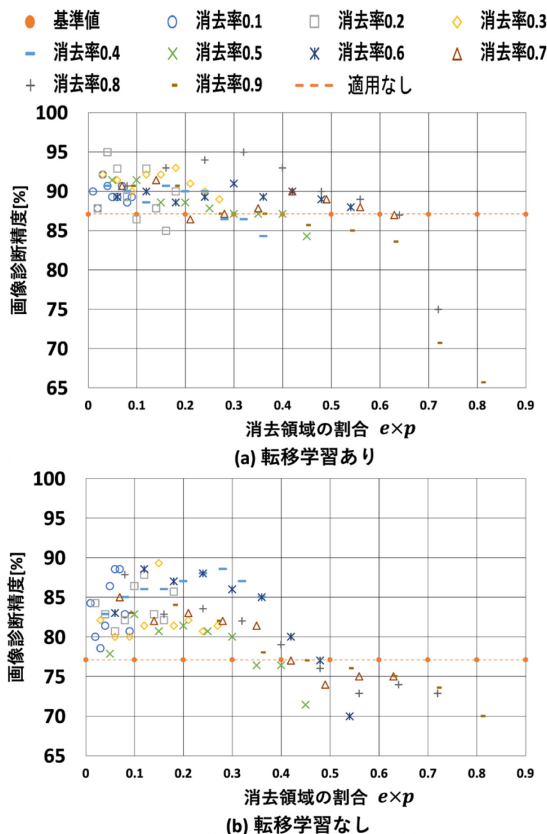 基準値 消去率0.1 消去率0.2 消去率0.3
消去率0.4 消去率0.5 消去率0.6 消去率0.7
消去率0.8 消去率0.9 適用なし
画像診断精度[%]
100
95
90
85
80
75
70
65
0 0.1 0.2 0.3 0.4 0.5 0.6 0.7 0.8 0.9
消去領域の割合 e×p
(a) 転移学習あり
画像診断精度[%]
100
95
90
85
80
75
70
65
0 0.1 0.2 0.3 0.4 0.5 0.6 0.7 0.8 0.9
消去領域の割合 e×p
(b) 転移学習なし